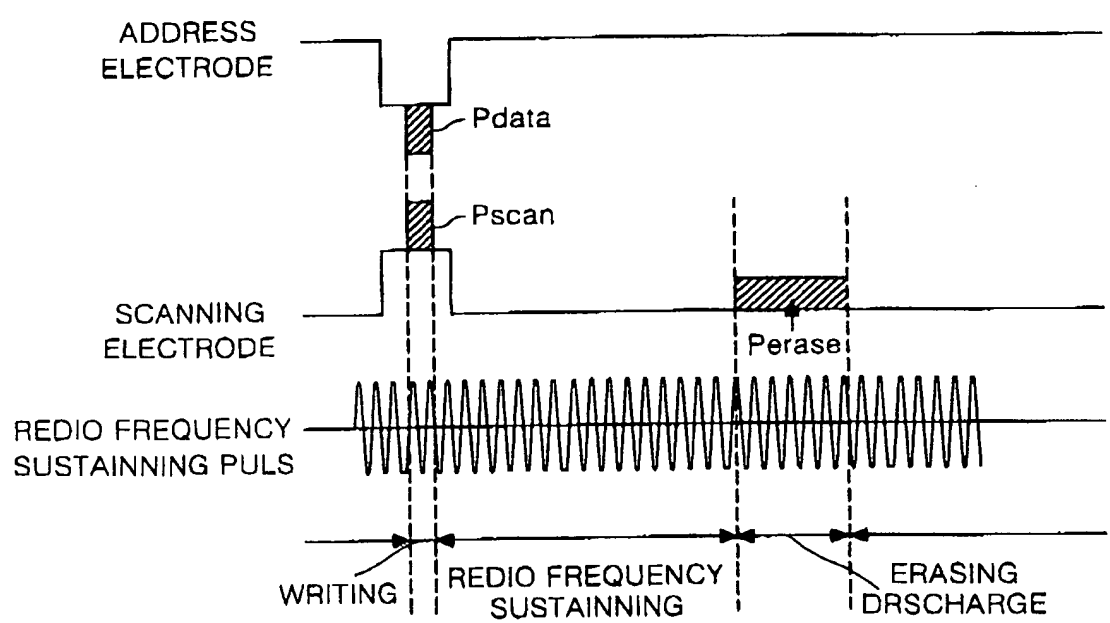 ADDRESS
ELECTRODE
Pdata
Pscan
SCANNING
ELECTRODE
Perase
REDIO FREQUENCY
SUSTAINNING PULS
WRITING
REDIO FREQUENCY
SUSTAINNING
ERASING
DRSCHARGE